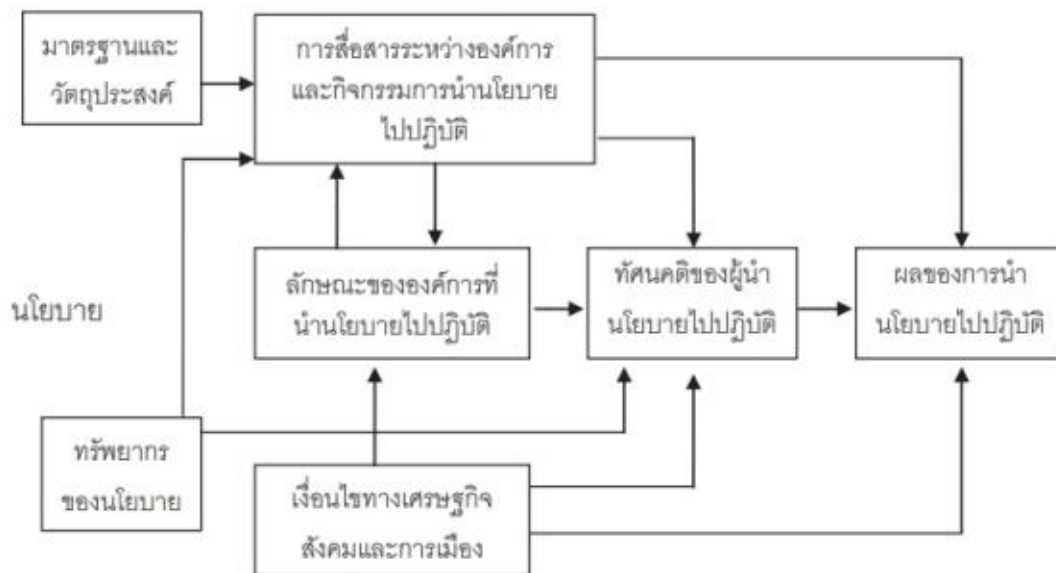 มาตรฐานและ
วัตถุประสงค์
การสื่อสารระหว่างองค์การ
และกิจกรรมการนำนโยบาย
ไปปฏิบัติ
นโยบาย
ลักษณะขององค์การที่
นำนโยบายไปปฏิบัติ
ทัศนคติของผู้นำ
นโยบายไปปฏิบัติ
ผลของการนำ
นโยบายไปปฏิบัติ
ทรัพยากร
ของนโยบาย
เงื่อนไขทางเศรษฐกิจ
สังคมและการเมือง